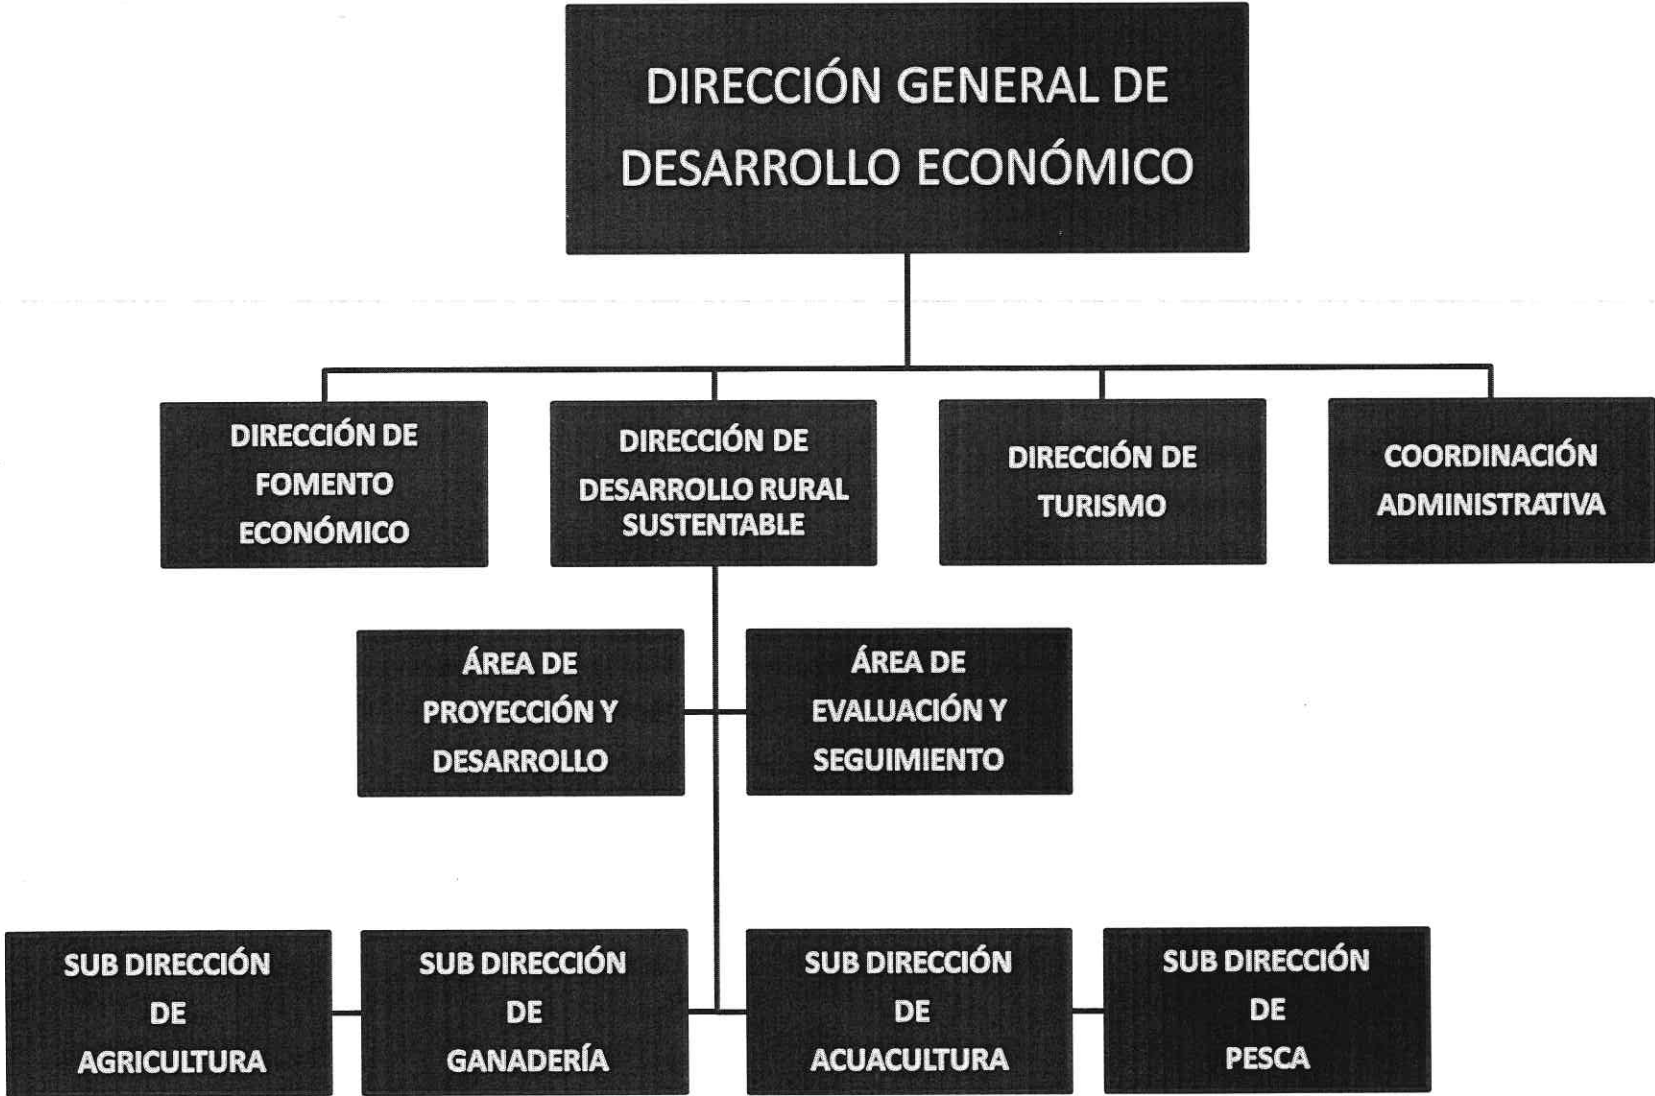 DIRECCIÓN GENERAL DE
DESARROLLO ECONÓMICO
DIRECCIÓN DE
FOMENTO
ECONÓMICO
DIRECCIÓN DE
DESARROLLO RURAL
SUSTENTABLE
DIRECCIÓN DE
TURISMO
COORDINACIÓN
ADMINISTRATIVA
ÁREA DE
PROYECCIÓN Y
DESARROLLO
ÁREA DE
EVALUACIÓN Y
SEGUIMIENTO
SUB DIRECCIÓN
DE
AGRICULTURA
SUB DIRECCIÓN
DE
GANADERÍA
SUB DIRECCIÓN
DE
ACUACULTURA
SUB DIRECCIÓN
DE
PESCA